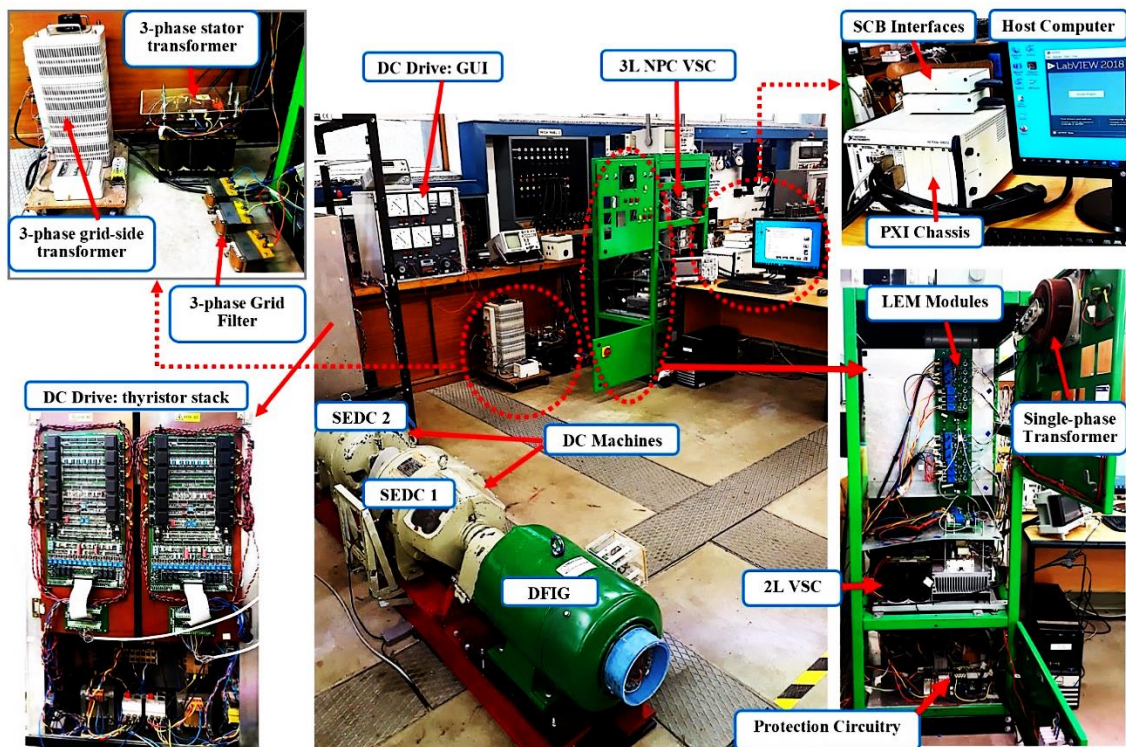 3-phase stator
transformer
3-phase grid-side
transformer
3-phase Grid
Filter
DC Drive: GUI
3L NPC VSC
SCB Interfaces
Host Computer
LabVIEW 2018
PXI Chassis
DC Drive: thyristor stack
SEDC 2
DC Machines
SEDC 1
DFIG
LEM Modules
Single-phase
Transformer
2L VSC
Protection Circuitry